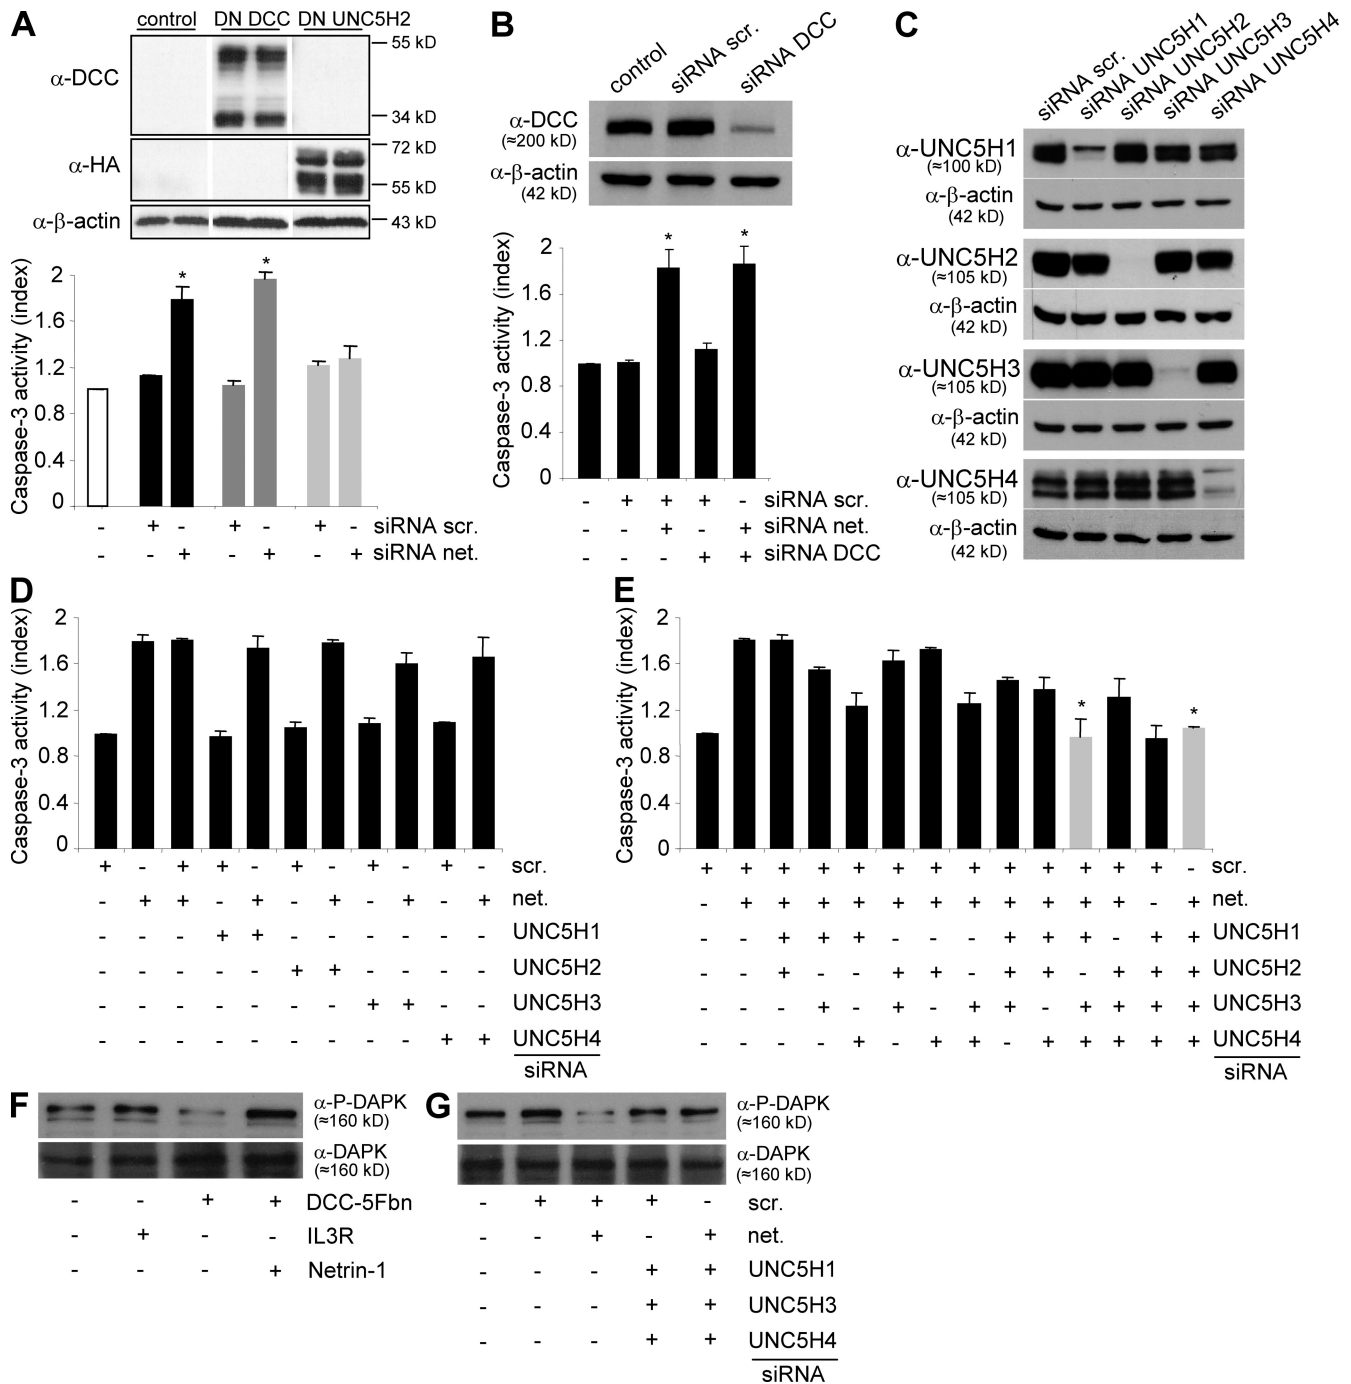 A
control DN DCC DN UNC5H2
α-DCC
55 kD
34 kD
α-HA
72 kD
55 kD
α-β-actin
43 kD
Caspase-3 activity (index)
2
1.6
1.2
0.8
0.4
0
* *
- + - + - + - siRNA scr.
- - + - + - + siRNA net.
B
control siRNA scr. siRNA DCC
α-DCC
(≈200 kD)
α-β-actin
(42 kD)
Caspase-3 activity (index)
2
1.6
1.2
0.8
0.4
0
* *
- + + + - siRNA scr.
- - + - + siRNA net.
- - - + + siRNA DCC
C
siRNA scr. siRNA UNC5H1 siRNA UNC5H2 siRNA UNC5H3 siRNA UNC5H4
α-UNC5H1
(≈100 kD)
α-β-actin
(42 kD)
α-UNC5H2
(≈105 kD)
α-β-actin
(42 kD)
α-UNC5H3
(≈105 kD)
α-β-actin
(42 kD)
α-UNC5H4
(≈105 kD)
α-β-actin
(42 kD)
D
Caspase-3 activity (index)
2
1.6
1.2
0.8
0.4
0
+ - + + - + - + - + - scr.
- + + - + - + - + - + net.
- - - + + - - - - - - UNC5H1
- - - - - + + - - - - UNC5H2
- - - - - - - + + - - UNC5H3
- - - - - - - - - + + UNC5H4
siRNA
E
Caspase-3 activity (index)
2
1.6
1.2
0.8
0.4
0
* *
+ + + + + + + + + + + + + - scr.
- + + + + + + + + + + + - + net.
- - + + + - - - + + + - + + UNC5H1
- - + - - + + - + + - + + + UNC5H2
- - - + - + - + + - + + + + UNC5H3
- - - - + - + + - + + + + + UNC5H4
siRNA
F
α-P-DAPK
(≈160 kD)
α-DAPK
(≈160 kD)
- - + + DCC-5Fbn
- + - - IL3R
- - - + Netrin-1
G
α-P-DAPK
(≈160 kD)
α-DAPK
(≈160 kD)
- + + + - scr.
- - + - + net.
- - - + + UNC5H1
- - - + + UNC5H3
- - - + + UNC5H4
siRNA